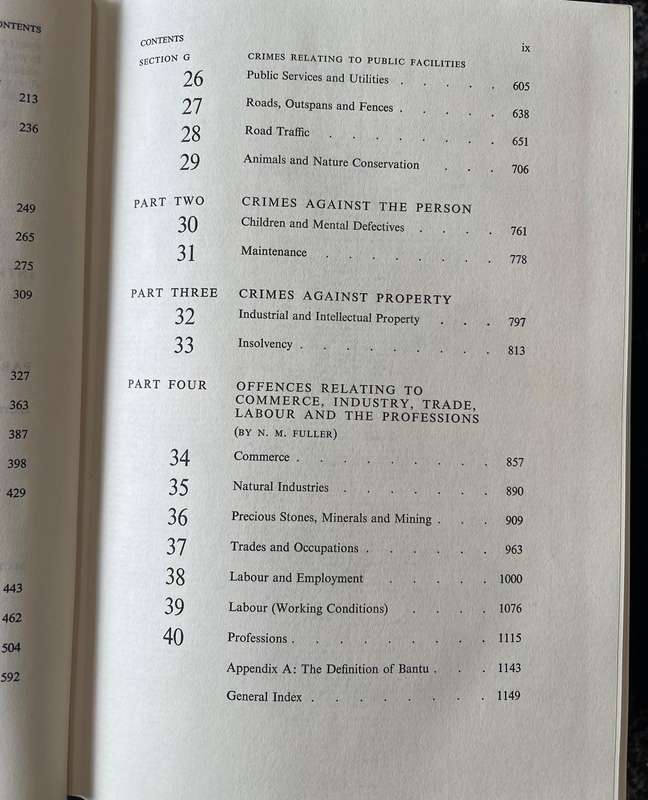 ONTENTS
213
236
249
265
275
309
327
363
387
398
429
443
462
504
592
CONTENTS ix
SECTION G CRIMES RELATING TO PUBLIC FACILITIES
26 Public Services and Utilities . . . . . 605
27 Roads, Outspans and Fences . . . . . 638
28 Road Traffic . . . . . . . 651
29 Animals and Nature Conservation . . . 706
PART TWO CRIMES AGAINST THE PERSON
30 Children and Mental Defectives . . . . 761
31 Maintenance . . . . . . . 778
PART THREE CRIMES AGAINST PROPERTY
32 Industrial and Intellectual Property . . . 797
33 Insolvency . . . . . . . . . 813
PART FOUR OFFENCES RELATING TO
COMMERCE, INDUSTRY, TRADE,
LABOUR AND THE PROFESSIONS
(BY N. M. FULLER)
34 Commerce . . . . . . . . . 857
35 Natural Industries . . . . . . . 890
36 Precious Stones, Minerals and Mining . . . 909
37 Trades and Occupations . . . . . . 963
38 Labour and Employment . . . . . 1000
39 Labour (Working Conditions) . . . . 1076
40 Professions . . . . . . . . . 1115
Appendix A: The Definition of Bantu . . . 1143
General Index . . . . . . . . 1149